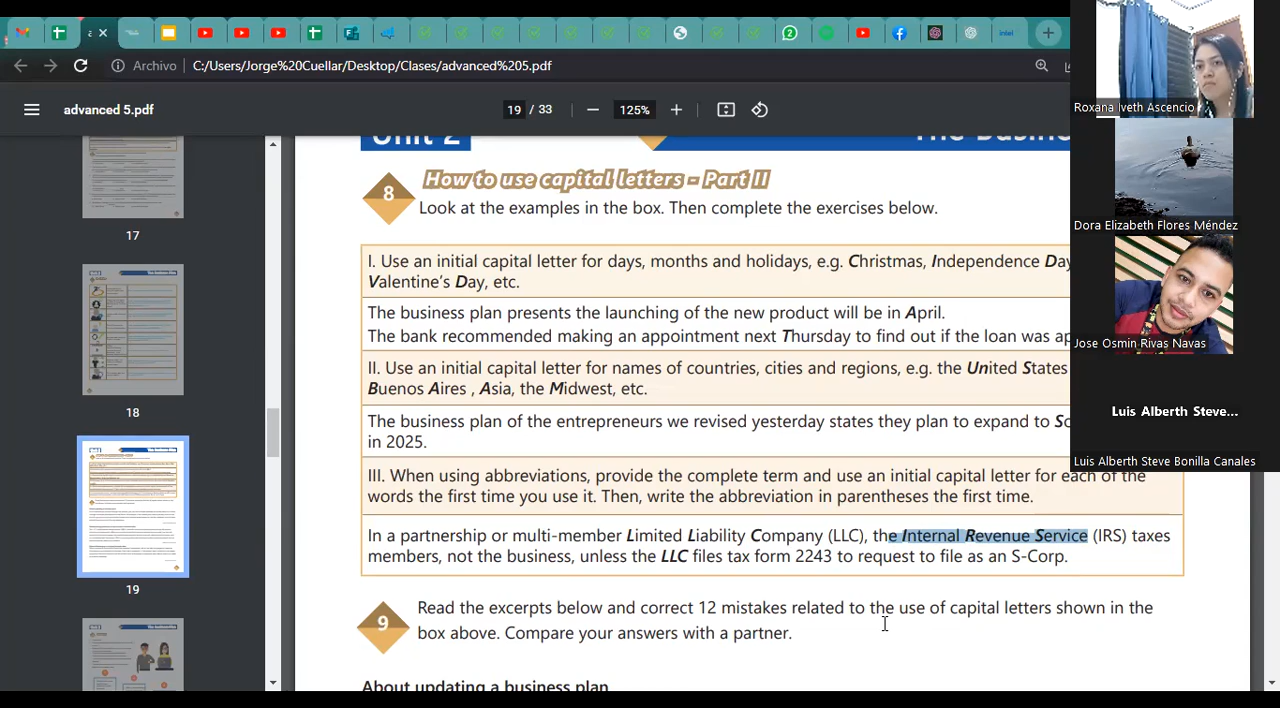 Archivo
C:/Users/Jorge%20Cuellar/Desktop/Clases/advanced%205.pdf
advanced 5.pdf
19 / 33
125%
Unit 2
8
How to use capital letters - Part II
Look at the examples in the box. Then complete the exercises below.
I. Use an initial capital letter for days, months and holidays, e.g. Christmas, Independence Day
Valentine's Day, etc.
The business plan presents the launching of the new product will be in April.
The bank recommended making an appointment next Thursday to find out if the loan was ap
II. Use an initial capital letter for names of countries, cities and regions, e.g. the United States
Buenos Aires , Asia, the Midwest, etc.
The business plan of the entrepreneurs we revised yesterday states they plan to expand to So
in 2025.
III. When using abbreviations, provide the complete term and use an initial capital letter for each of the
words the first time you use it. Then, write the abbreviation in parentheses the first time.
In a partnership or multi-member Limited Liability Company (LLC), the Internal Revenue Service (IRS) taxes
members, not the business, unless the LLC files tax form 2243 to request to file as an S-Corp.
9
Read the excerpts below and correct 12 mistakes related to the use of capital letters shown in the
box above. Compare your answers with a partner.
About updating a business plan
17
18
19
Roxana Iveth Ascencio
Dora Elizabeth Flores Méndez
Jose Osmin Rivas Navas
Luis Alberth Steve...
Luis Alberth Steve Bonilla Canales